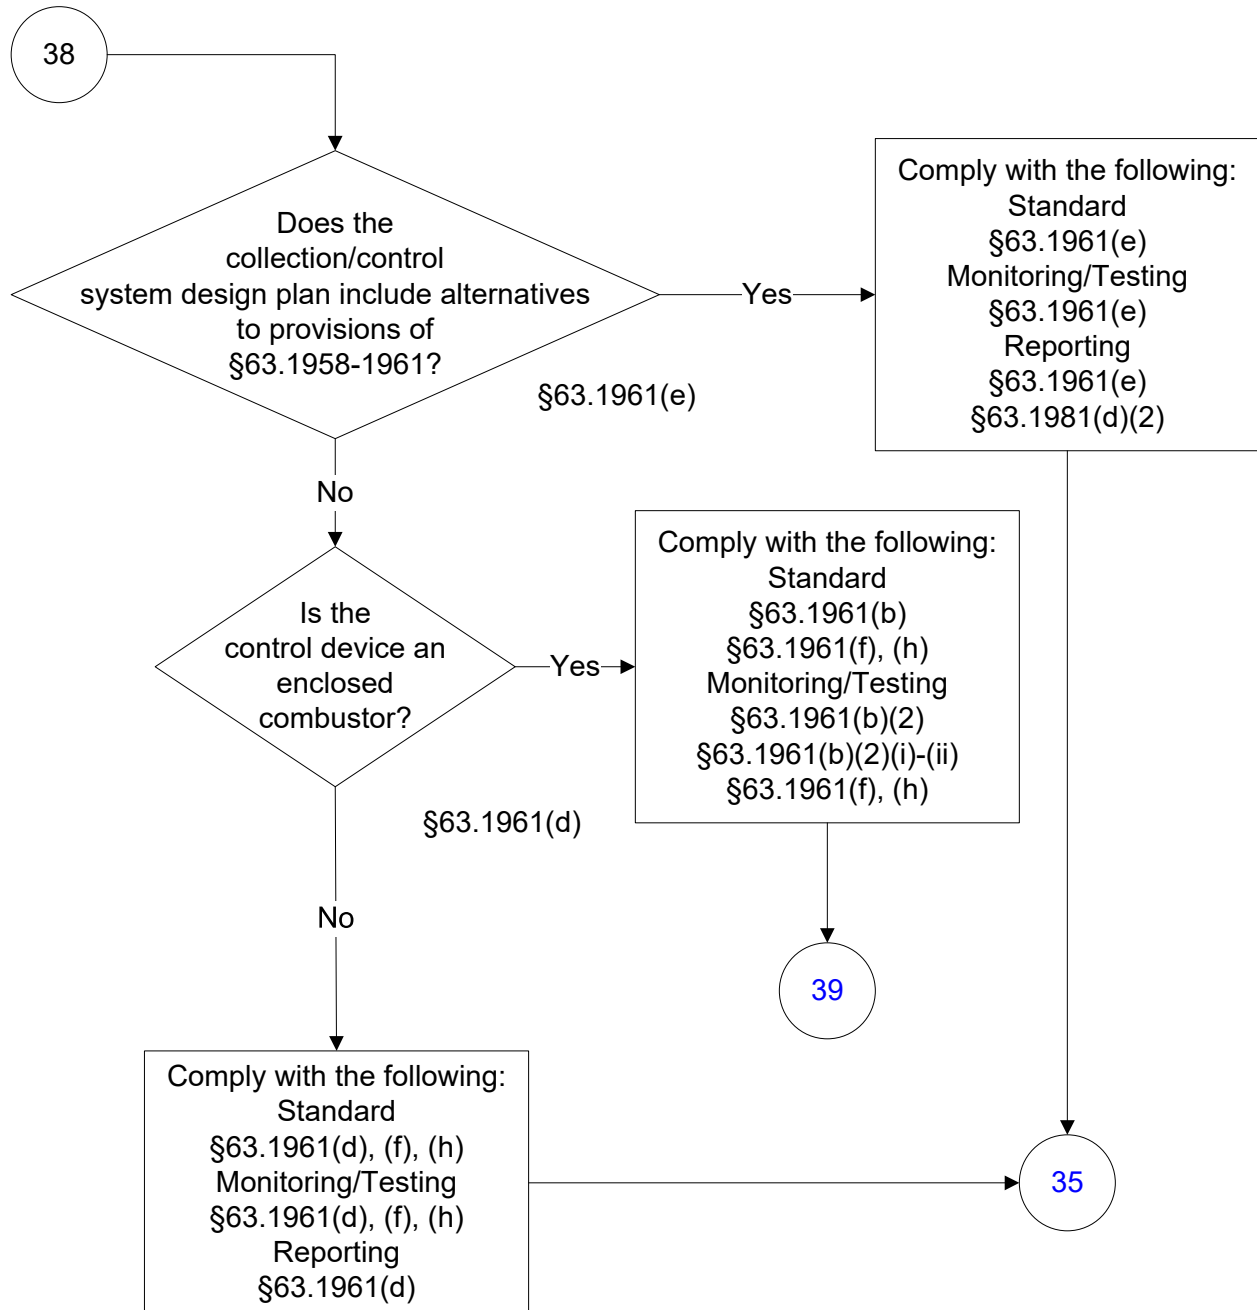 38
Does the
collection/control
system design plan include alternatives
to provisions of
§63.1958-1961?
§63.1961(e)
Yes
Comply with the following:
Standard
§63.1961(e)
Monitoring/Testing
§63.1961(e)
Reporting
§63.1961(e)
§63.1981(d)(2)
No
Is the
control device an
enclosed
combustor?
§63.1961(d)
Yes
Comply with the following:
Standard
§63.1961(b)
§63.1961(f), (h)
Monitoring/Testing
§63.1961(b)(2)
§63.1961(b)(2)(i)-(ii)
§63.1961(f), (h)
39
No
Comply with the following:
Standard
§63.1961(d), (f), (h)
Monitoring/Testing
§63.1961(d), (f), (h)
Reporting
§63.1961(d)
35